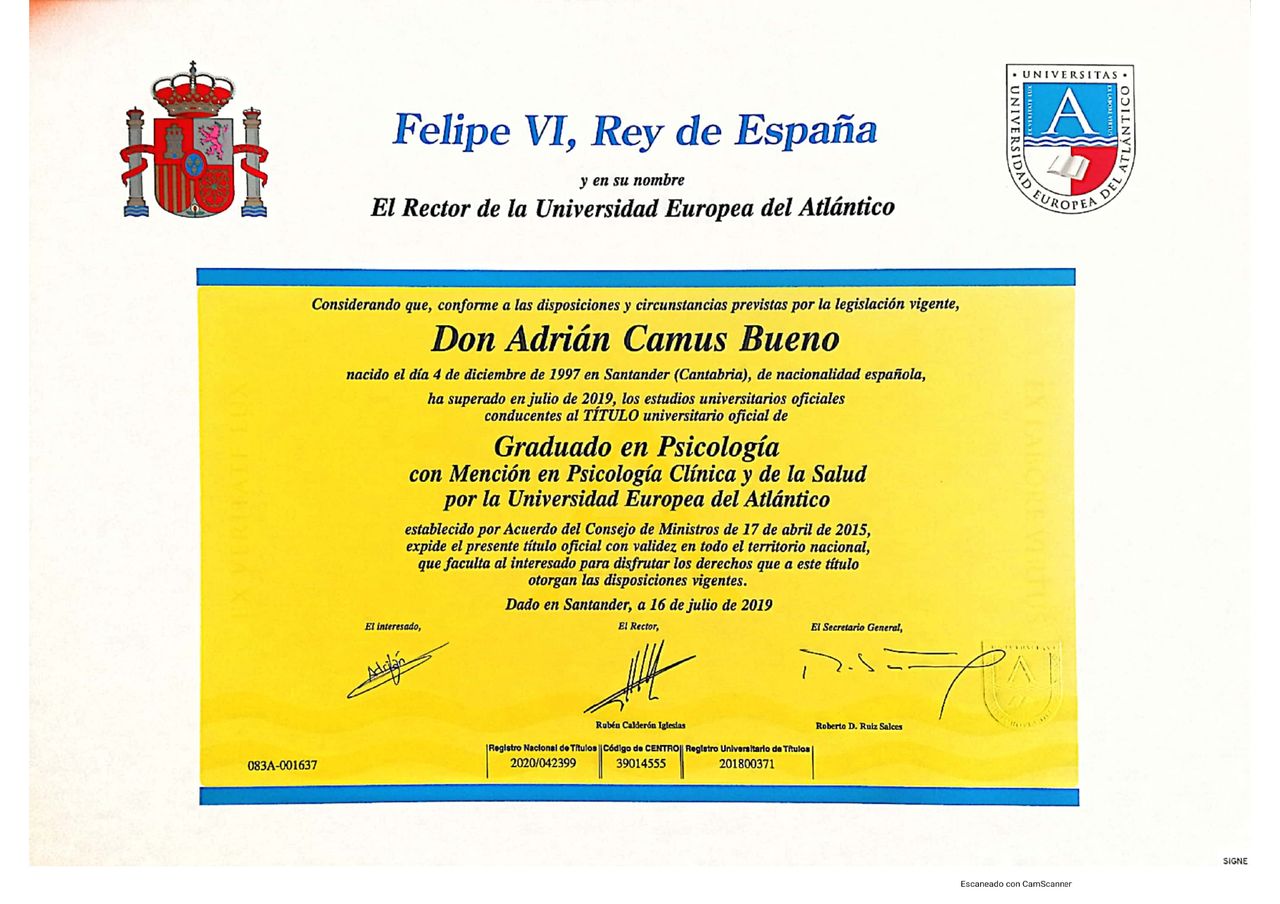 UNIVERSITAS
UNIVERSIDAD EUROPEA DEL ATLÁNTICO
A
Felipe VI, Rey de España
y en su nombre
El Rector de la Universidad Europea del Atlántico
Considerando que, conforme a las disposiciones y circunstancias previstas por la legislación vigente,
Don Adrián Camus Bueno
nacido el día 4 de diciembre de 1997 en Santander (Cantabria), de nacionalidad española,
ha superado en julio de 2019, los estudios universitarios oficiales
conducentes al TÍTULO universitario oficial de
Graduado en Psicología
con Mención en Psicología Clínica y de la Salud
por la Universidad Europea del Atlántico
establecido por Acuerdo del Consejo de Ministros de 17 de abril de 2015,
expide el presente título oficial con validez en todo el territorio nacional,
que faculta al interesado para disfrutar los derechos que a este título
otorgan las disposiciones vigentes.
Dado en Santander, a 16 de julio de 2019
El interesado, El Rector, El Secretario General,
Adrián
Rubén Calderón Iglesias Roberto D. Ruiz Salces
Registro Nacional de Títulos Código de CENTRO Registro Universitario de Títulos
083A-001637 2020/042399 39014555 201800371
SIGNE
Escaneado con CamScanner